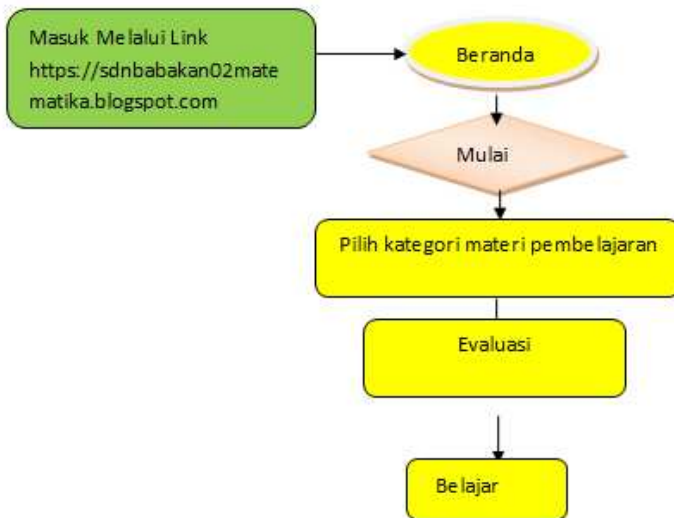 Masuk Melalui Link
https://sdnbabakan02mate
matika.blogspot.com
Beranda
Mulai
Pilih kategori materi pembelajaran
Evaluasi
Belajar